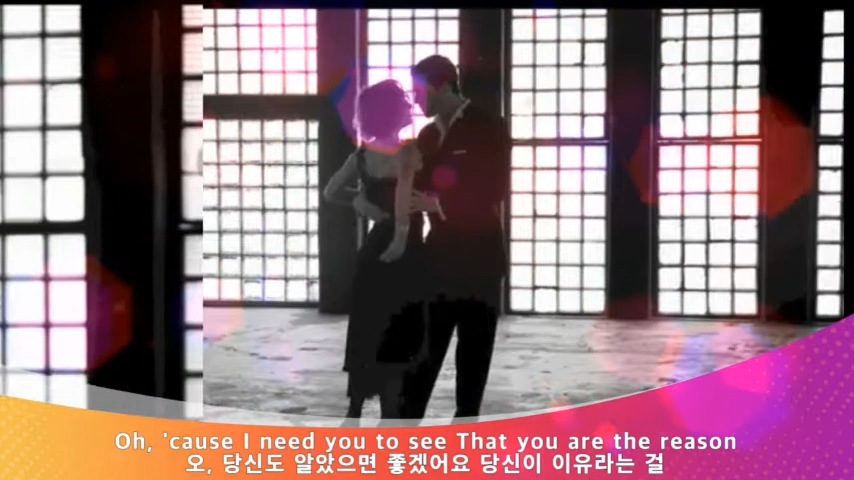 Oh, 'cause I need you to see That you are the reason
오, 당신도 알았으면 좋겠어요 당신이 이유라는 걸